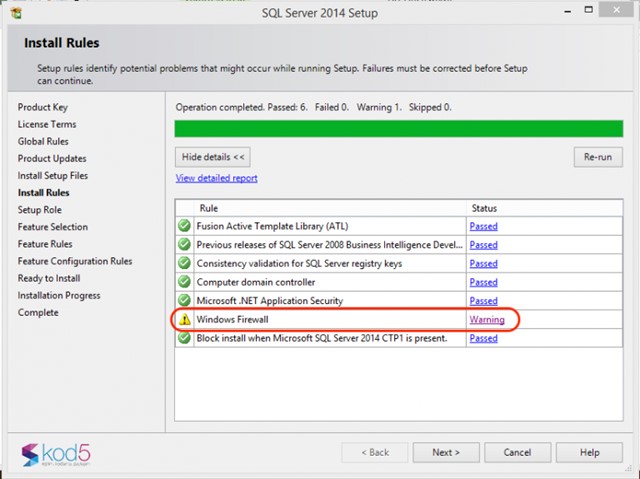 SQL Server 2014 Setup
Install Rules
Setup rules identify potential problems that might occur while running Setup. Failures must be corrected before Setup
can continue.
Product Key
License Terms
Global Rules
Product Updates
Install Setup Files
Install Rules
Setup Role
Feature Selection
Feature Rules
Feature Configuration Rules
Ready to Install
Installation Progress
Complete
Operation completed. Passed: 6. Failed 0. Warning 1. Skipped 0.
Hide details <<
Re-run
View detailed report
Rule Status
Fusion Active Template Library (ATL) Passed
Previous releases of SQL Server 2008 Business Intelligence Devel... Passed
Consistency validation for SQL Server registry keys Passed
Computer domain controller Passed
Microsoft .NET Application Security Passed
Windows Firewall Warning
Block install when Microsoft SQL Server 2014 CTP1 is present. Passed
kod5
< Back Next > Cancel Help